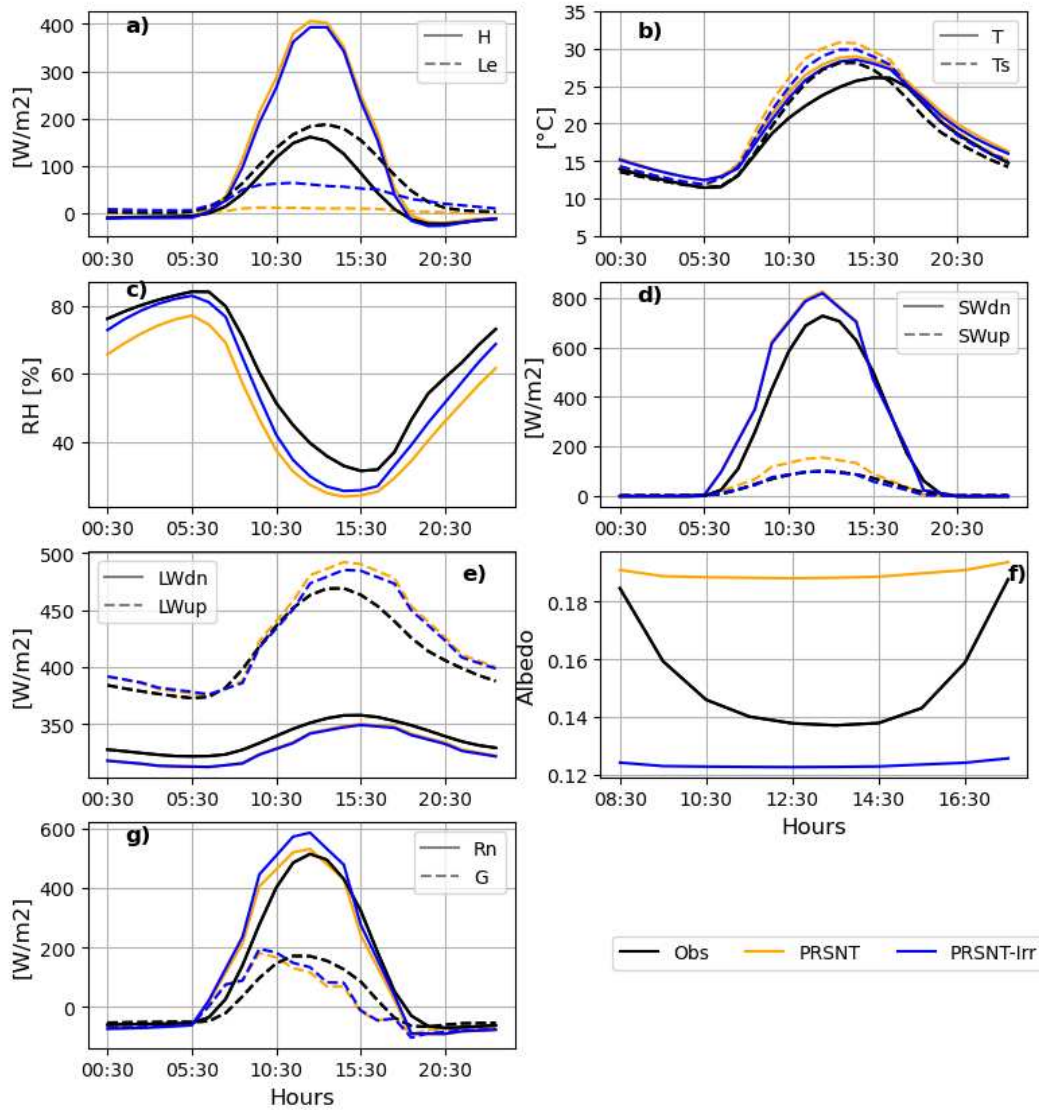 a)
H
Le
[W/m2]
400
300
200
100
0
00:30 05:30 10:30 15:30 20:30
b)
T
Ts
[°C]
35
30
25
20
15
10
5
00:30 05:30 10:30 15:30 20:30
c)
RH [%]
80
60
40
00:30 05:30 10:30 15:30 20:30
d)
SWdn
SWup
[W/m2]
800
600
400
200
0
00:30 05:30 10:30 15:30 20:30
e)
LWdn
LWup
[W/m2]
500
450
400
350
00:30 05:30 10:30 15:30 20:30
f)
Albedo
0.18
0.16
0.14
0.12
08:30 10:30 12:30 14:30 16:30
Hours
g)
Rn
G
[W/m2]
600
400
200
0
00:30 05:30 10:30 15:30 20:30
Hours
Obs PRSNT PRSNT-Irr